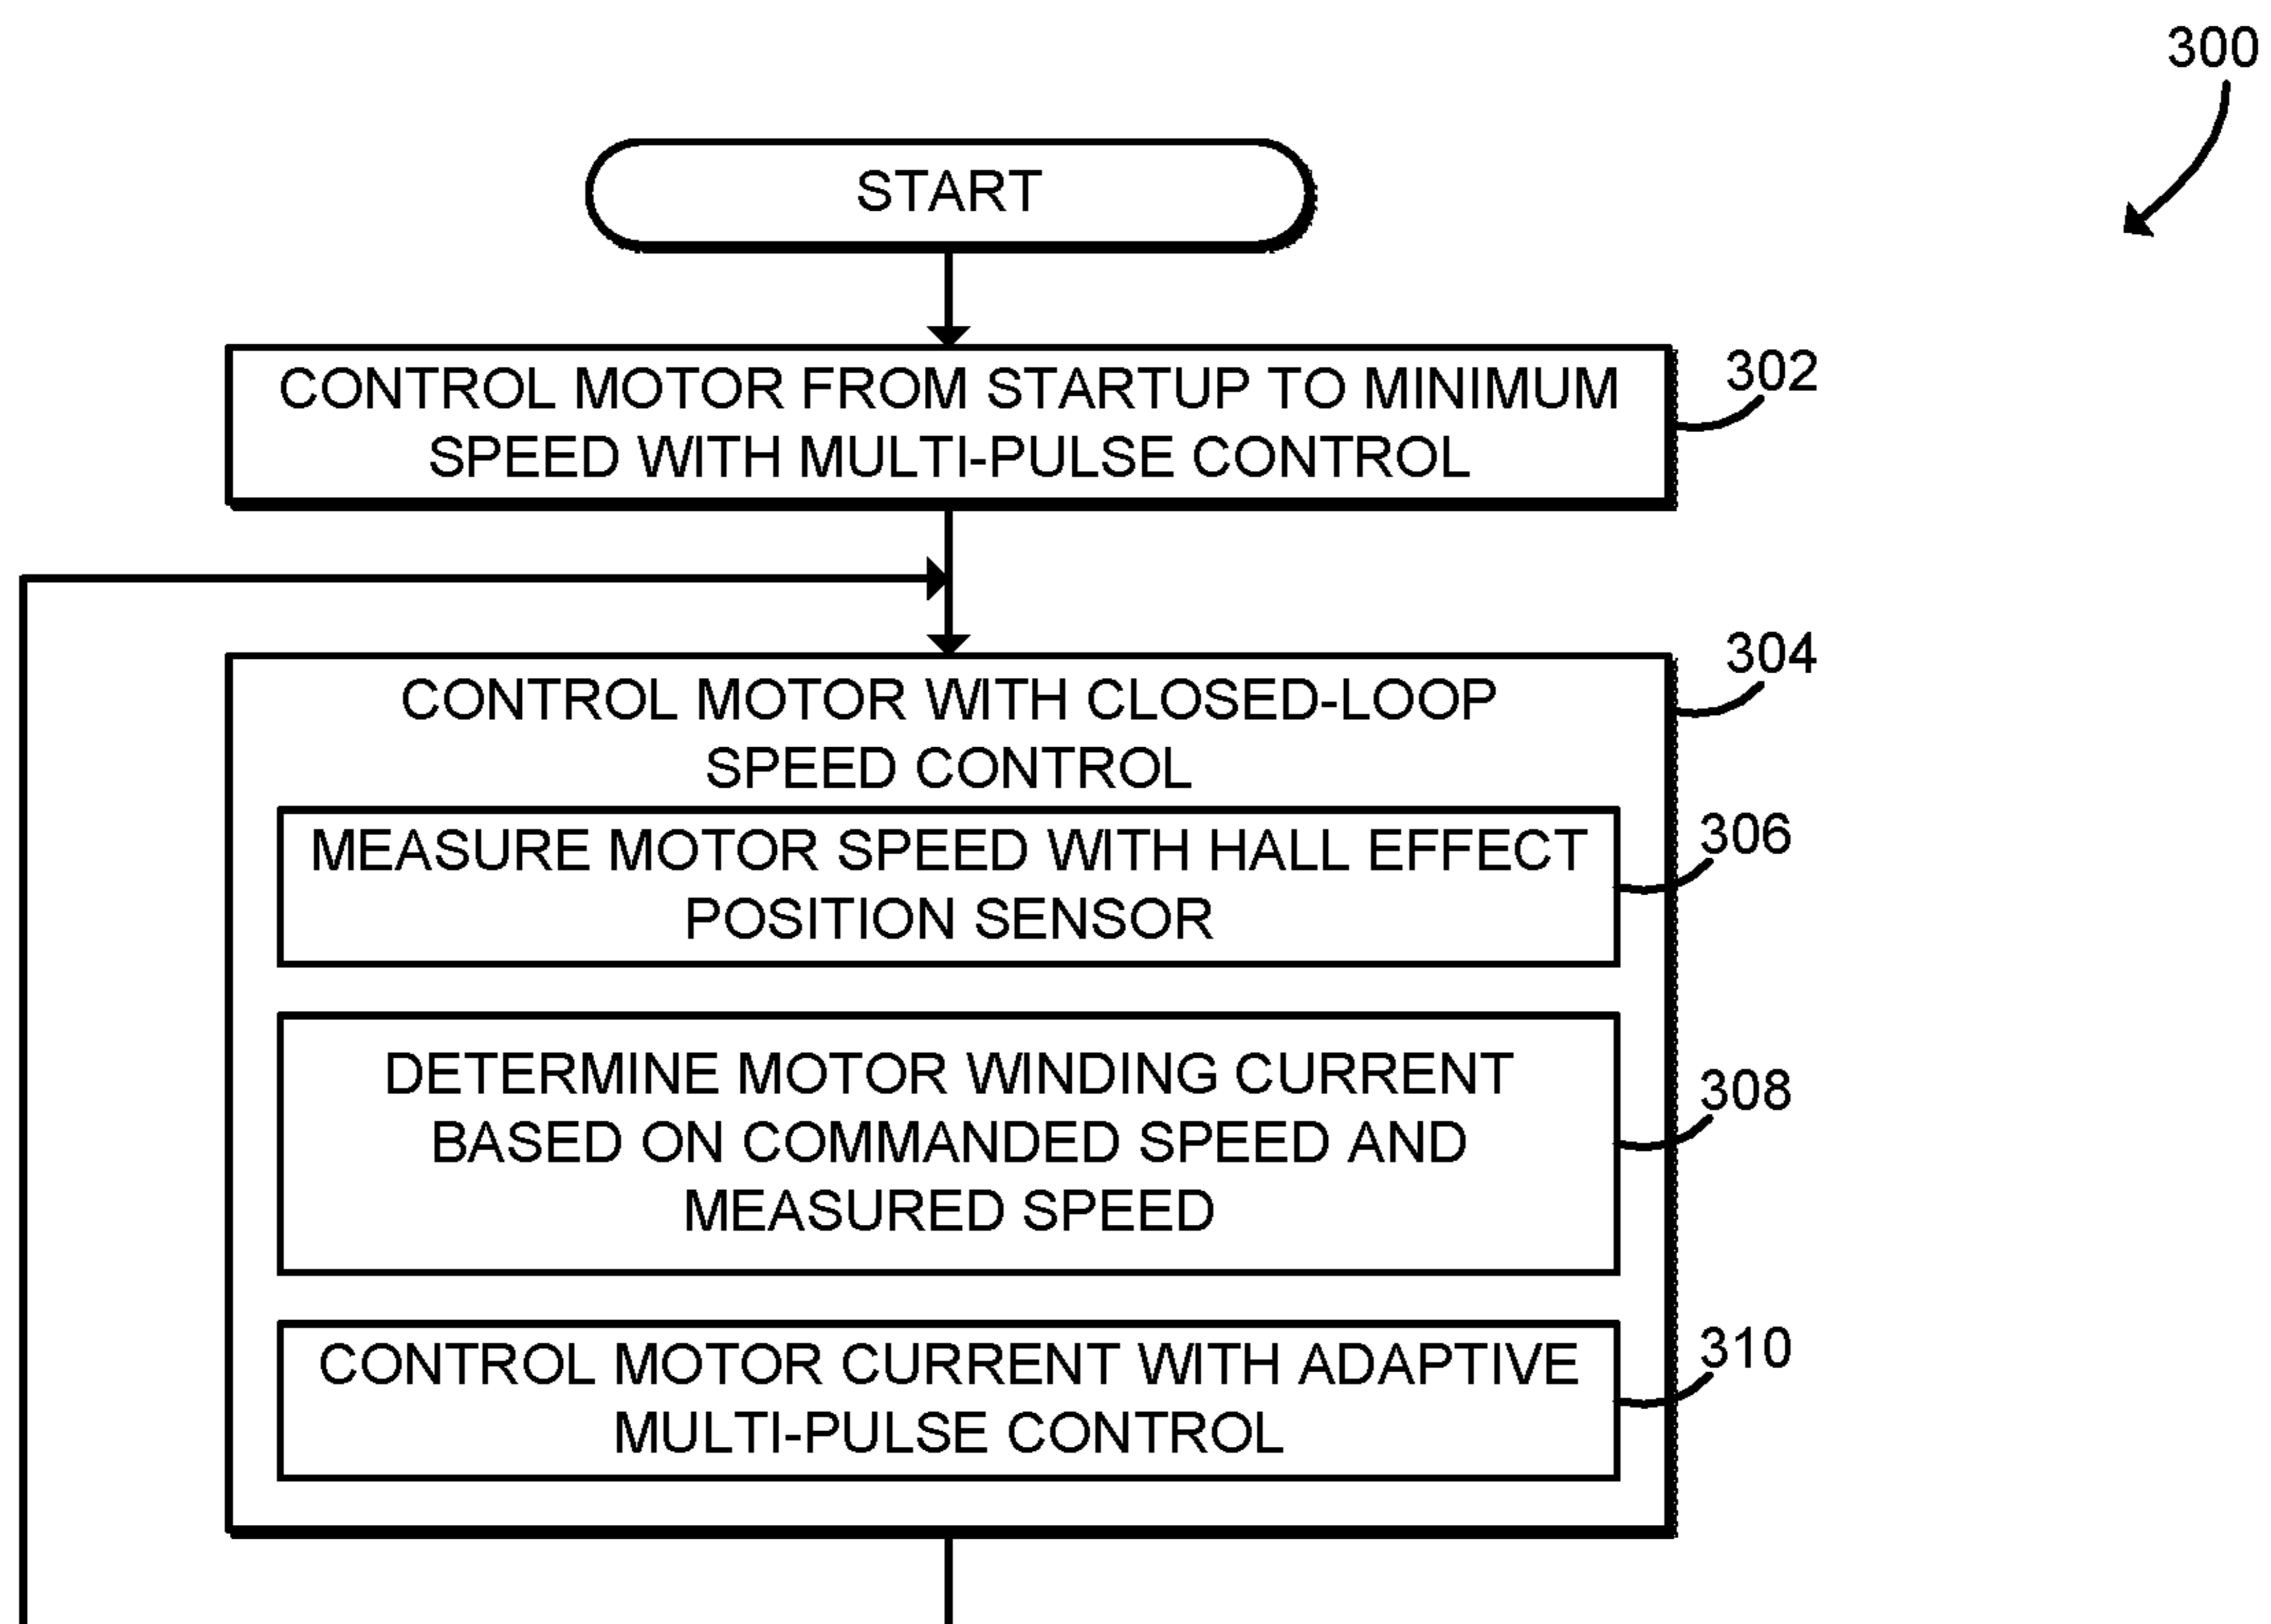 300
START
CONTROL MOTOR FROM STARTUP TO MINIMUM
SPEED WITH MULTI-PULSE CONTROL
302
CONTROL MOTOR WITH CLOSED-LOOP
SPEED CONTROL
304
MEASURE MOTOR SPEED WITH HALL EFFECT
POSITION SENSOR
306
DETERMINE MOTOR WINDING CURRENT
BASED ON COMMANDED SPEED AND
MEASURED SPEED
308
CONTROL MOTOR CURRENT WITH ADAPTIVE
MULTI-PULSE CONTROL
310